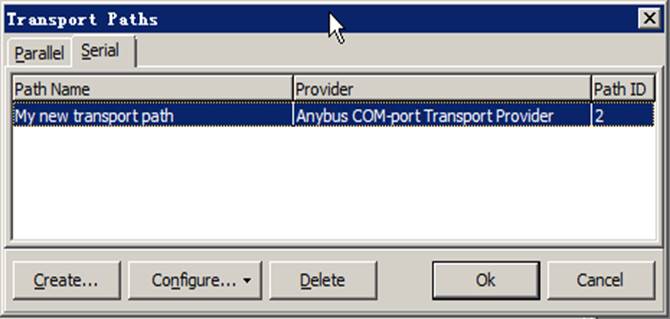 Transport Paths
Parallel Serial
Path Name Provider Path ID
My new transport path Anybus COM-port Transport Provider 2
Create... Configure... Delete Ok Cancel